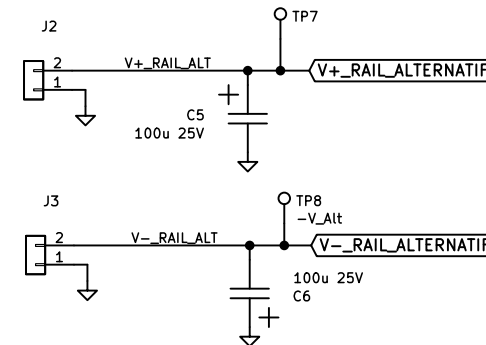 TP7
J2
2 V+_RAIL_ALT
V+_RAIL_ALTERNATIF
1
+
C5
100u 25V
J3
TP8
-V_Alt
2 V-_RAIL_ALT
V-_RAIL_ALTERNATIF
1
100u 25V
C6
+